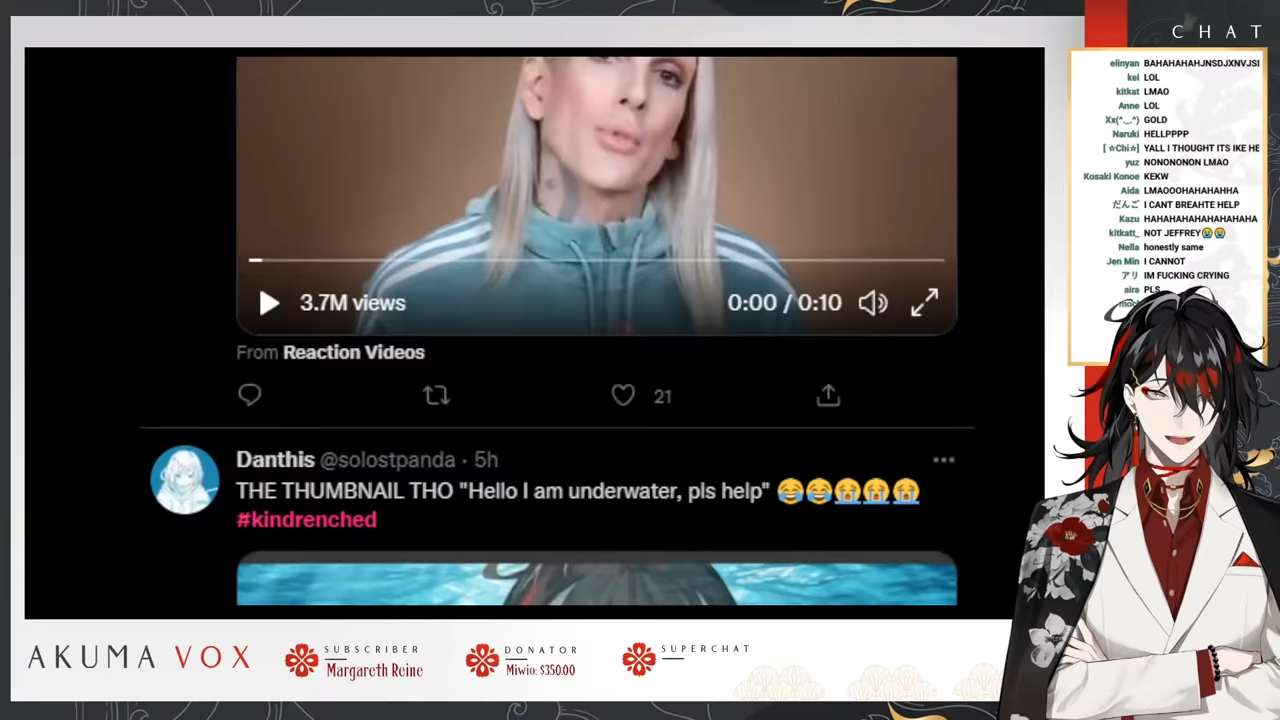 CHAT
elinyan BAHAHAHAHJNSDJXNVJSI
kei LOL
kitkat LMAO
Anne LOL
Xx(^‿^) GOLD
Naruki HELLPPPP
[ ☆Chi☆] YALL I THOUGHT ITS IKE HE
yuz NONONONON LMAO
Kosaki Konoe KEKW
Aida LMAOOOHAHAHAHHA
だんご I CANT BREAHTE HELP
Kazu HAHAHAHAHAHAHAHA
kitkatt_ NOT JEFFREY😭😭
Nella honestly same
Jen Min I CANNOT
アリ IM FUCKING CRYING
aira PLS
3.7M views
0:00 / 0:10
From Reaction Videos
21
Danthis @solostpanda · 5h
THE THUMBNAIL THO "Hello I am underwater, pls help" 😂😂😭😭😭
#kindrenched
AKUMA VOX
SUBSCRIBER
Margareth Reine
DONATOR
Miwio: $350.00
SUPERCHAT